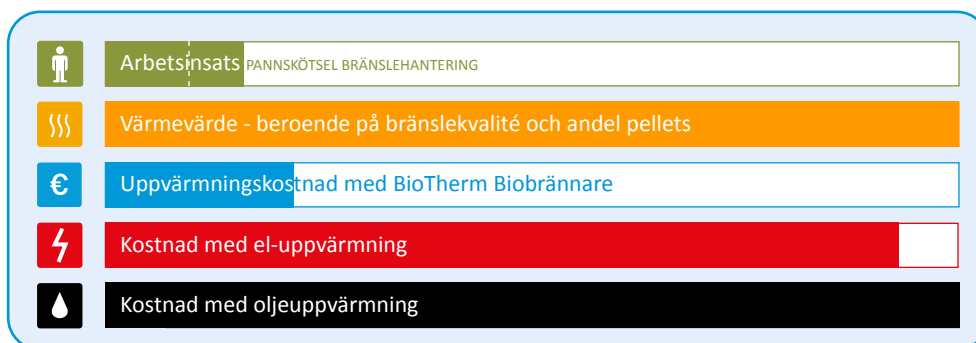 Arbetsinsats PANNSKÖTSEL BRÄNSLEHANTERING
Värmevärde - beroende på bränslekvalité och andel pellets
€ Uppvärmningskostnad med BioTherm Biobrännare
Kostnad med el-uppvärmning
Kostnad med oljeuppvärmning